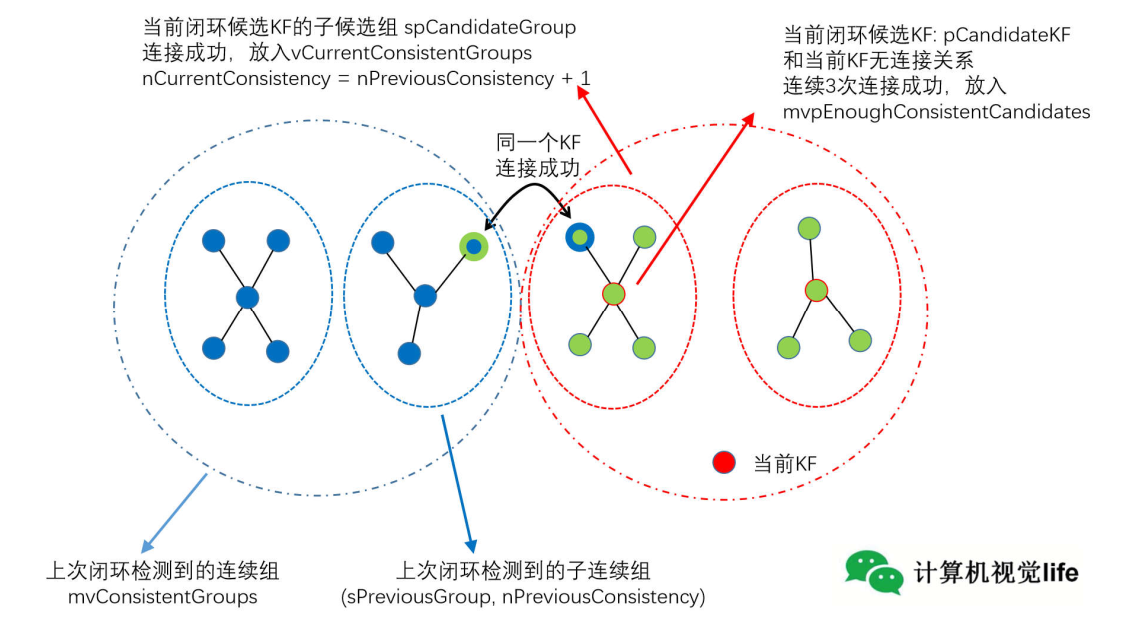 当前闭环候选KF的子候选组 spCandidateGroup
连接成功，放入vCurrentConsistentGroups
nCurrentConsistency = nPreviousConsistency + 1
当前闭环候选KF: pCandidateKF
和当前KF无连接关系
连续3次连接成功，放入
mvpEnoughConsistentCandidates
同一个KF
连接成功
当前KF
上次闭环检测到的连续组
mvConsistentGroups
上次闭环检测到的子连续组
(sPreviousGroup, nPreviousConsistency)
计算机视觉life